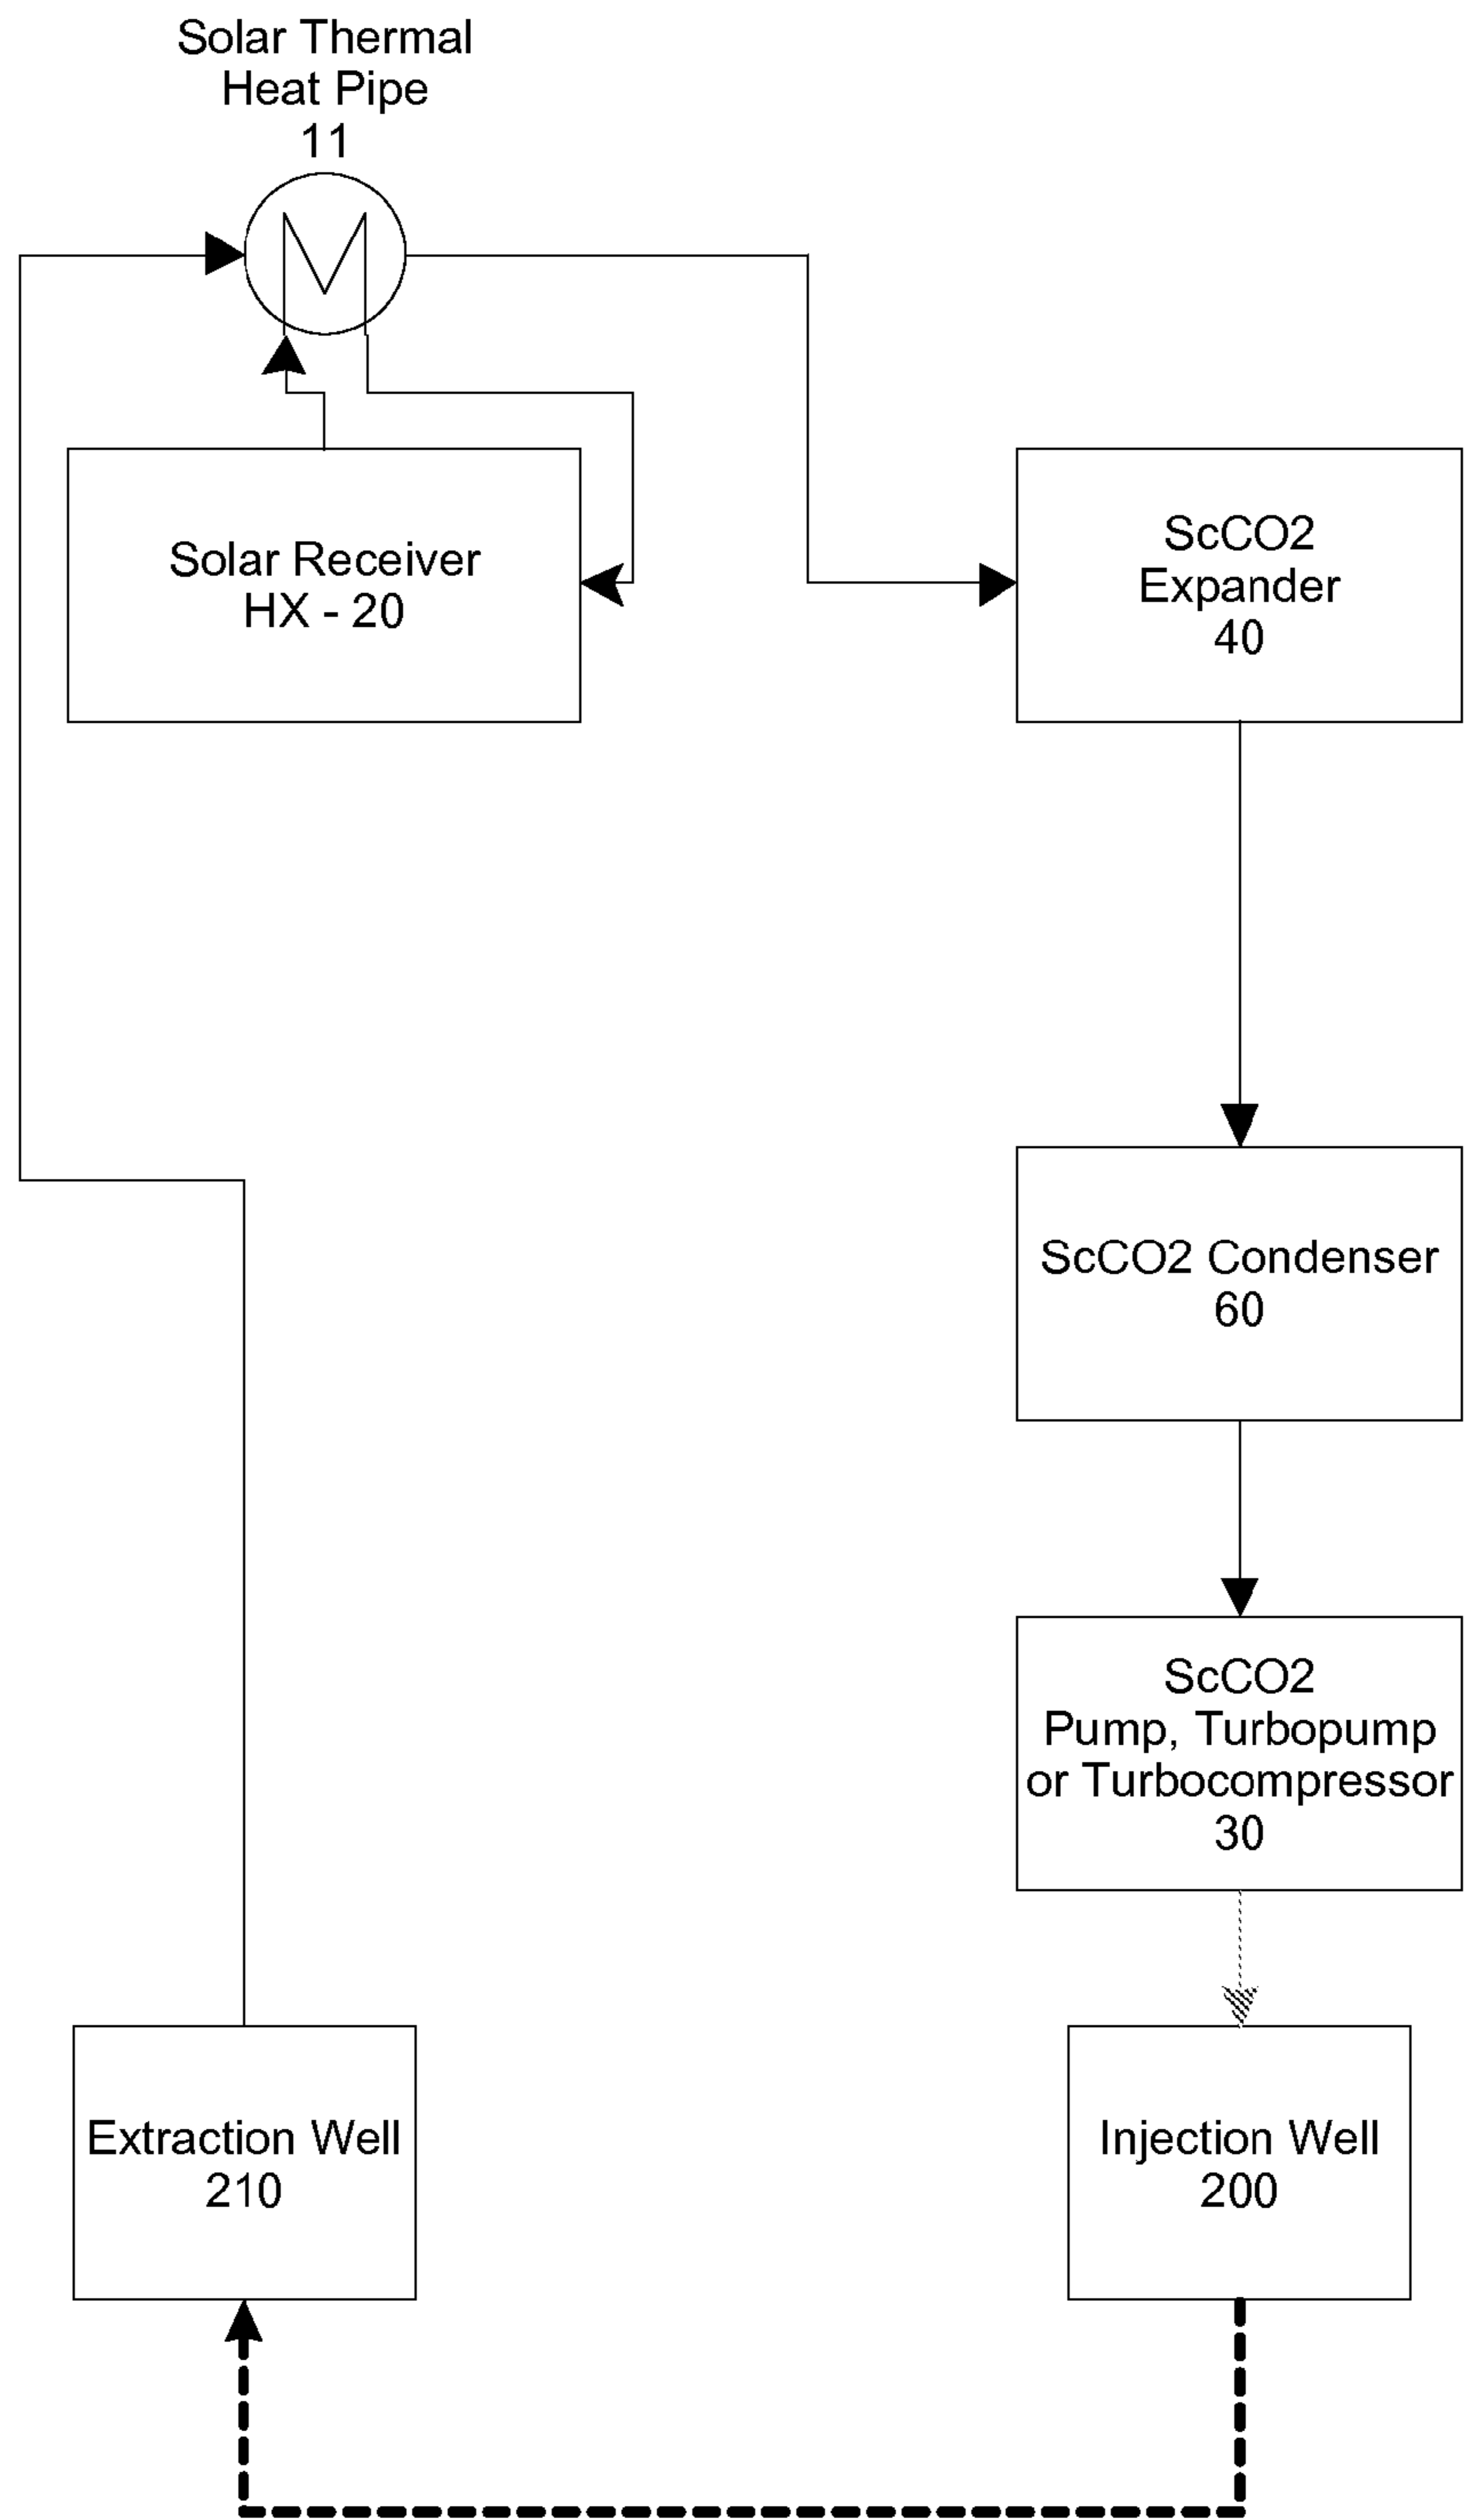 Solar Thermal
Heat Pipe
11
Solar Receiver
HX - 20
ScCO2
Expander
40
ScCO2 Condenser
60
ScCO2
Pump, Turbopump
or Turbocompressor
30
Extraction Well
210
Injection Well
200